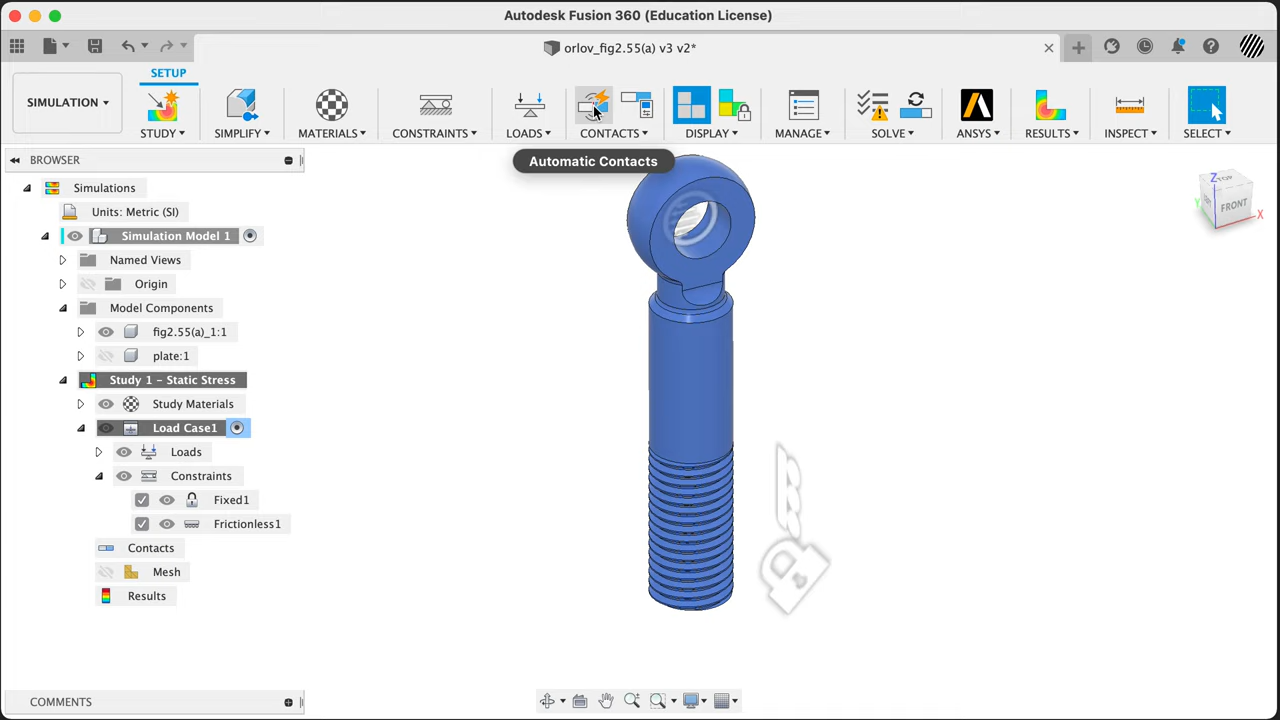 Autodesk Fusion 360 (Education License)
orlov_fig2.55(a) v3 v2*
SETUP
SIMULATION
STUDY
SIMPLIFY
MATERIALS
CONSTRAINTS
LOADS
CONTACTS
DISPLAY
MANAGE
SOLVE
ANSYS
RESULTS
INSPECT
SELECT
BROWSER
Automatic Contacts
Simulations
Units: Metric (SI)
Simulation Model 1
Named Views
Origin
Model Components
fig2.55(a)_1:1
plate:1
Study 1 - Static Stress
Study Materials
Load Case1
Loads
Constraints
Fixed1
Frictionless1
Contacts
Mesh
Results
TOP
FRONT
Z
Y
X
COMMENTS